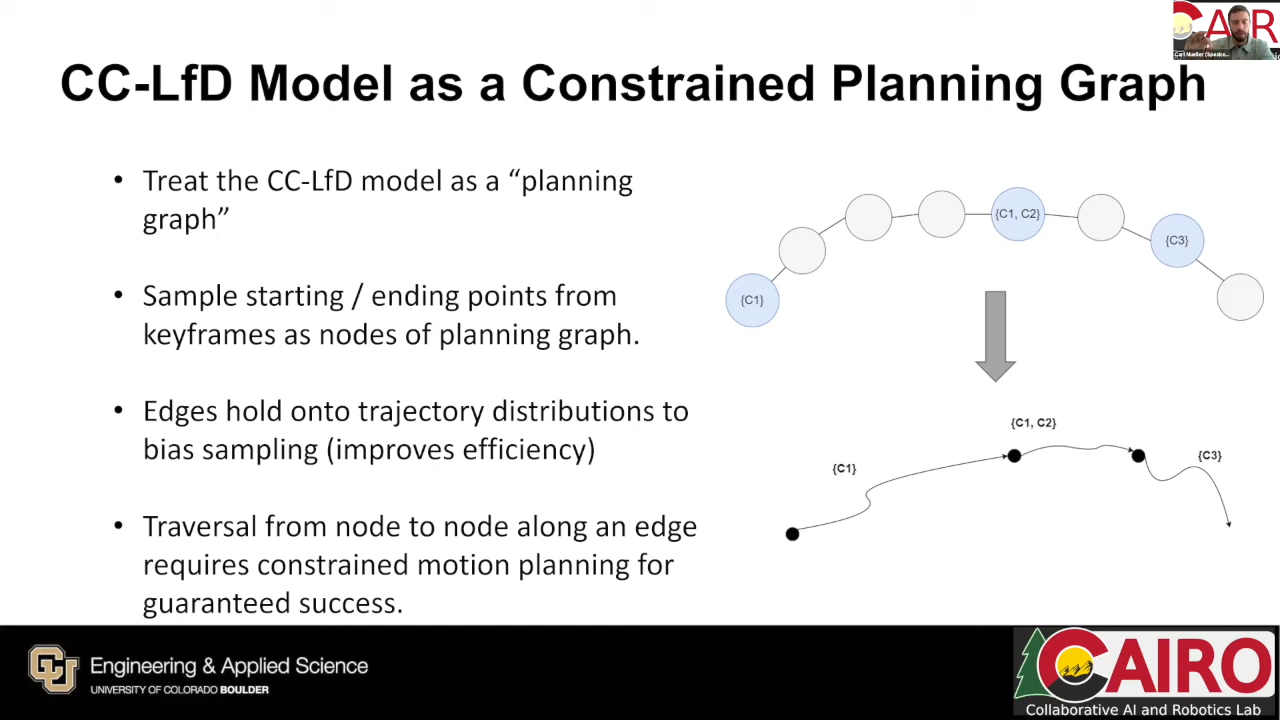 CC-LfD Model as a Constrained Planning Graph
• Treat the CC-LfD model as a “planning
graph”
• Sample starting / ending points from
keyframes as nodes of planning graph.
• Edges hold onto trajectory distributions to
bias sampling (improves efficiency)
• Traversal from node to node along an edge
requires constrained motion planning for
guaranteed success.
{C1}
{C1, C2}
{C3}
{C1}
{C1, C2}
{C3}
CU
Engineering & Applied Science
UNIVERSITY OF COLORADO BOULDER
CAIRO
Collaborative AI and Robotics Lab